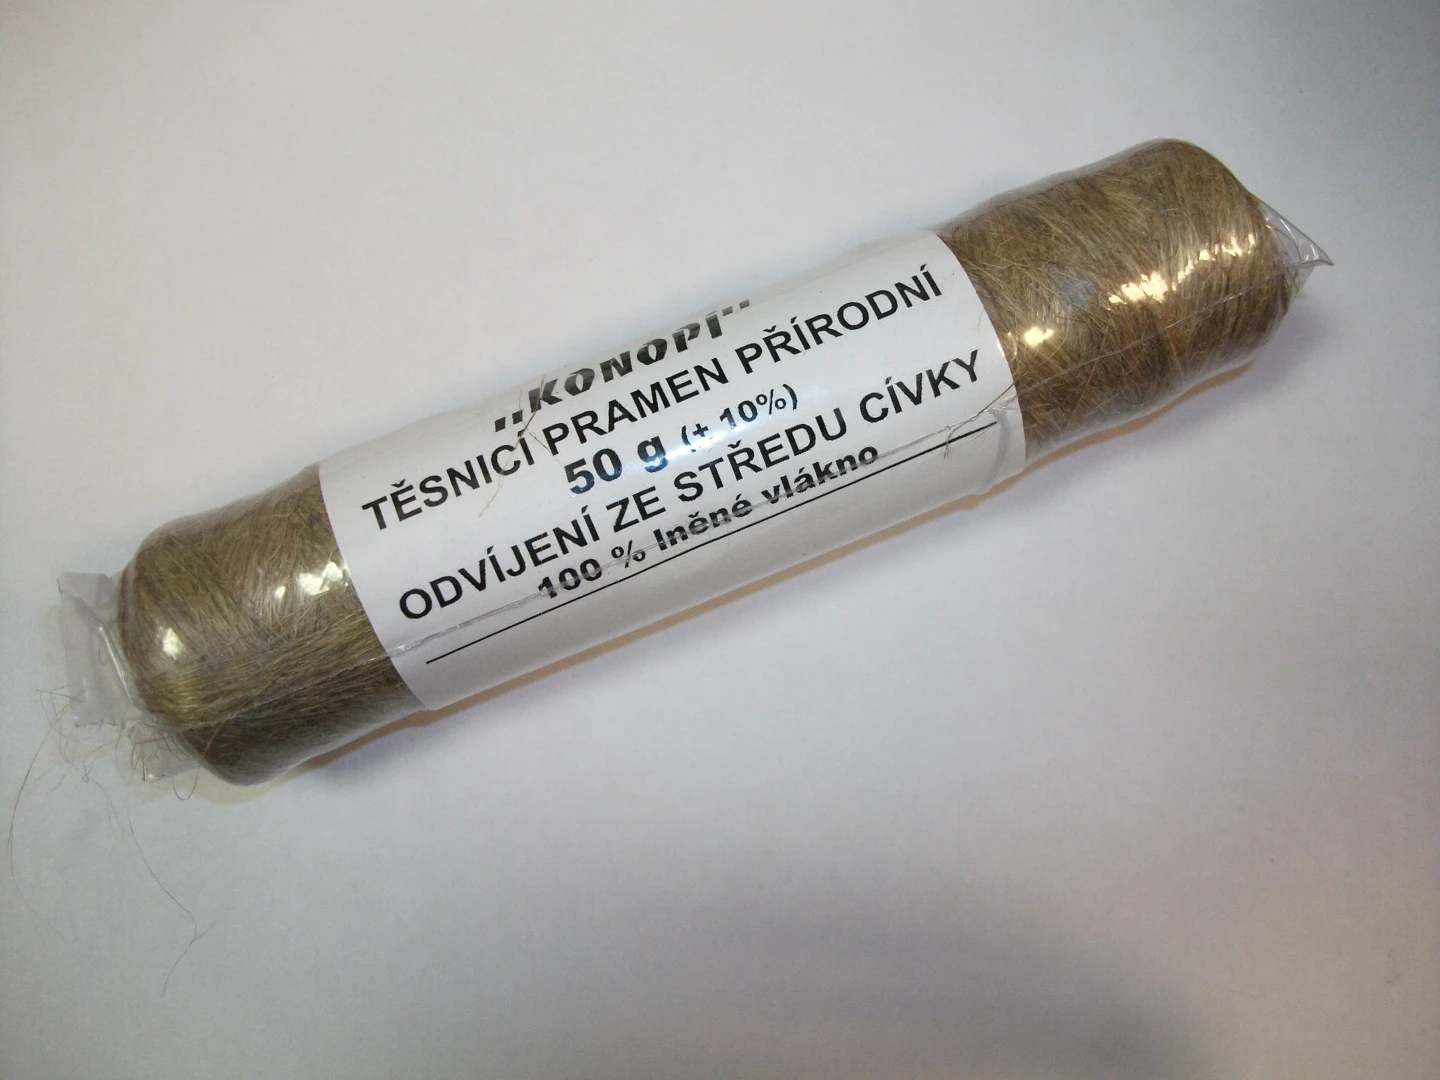 „KONOPÍ"
TĚSNICÍ PRAMEN PŘÍRODNÍ
50 g (± 10%)
ODVÍJENÍ ZE STŘEDU CÍVKY
100 % lněné vlákno